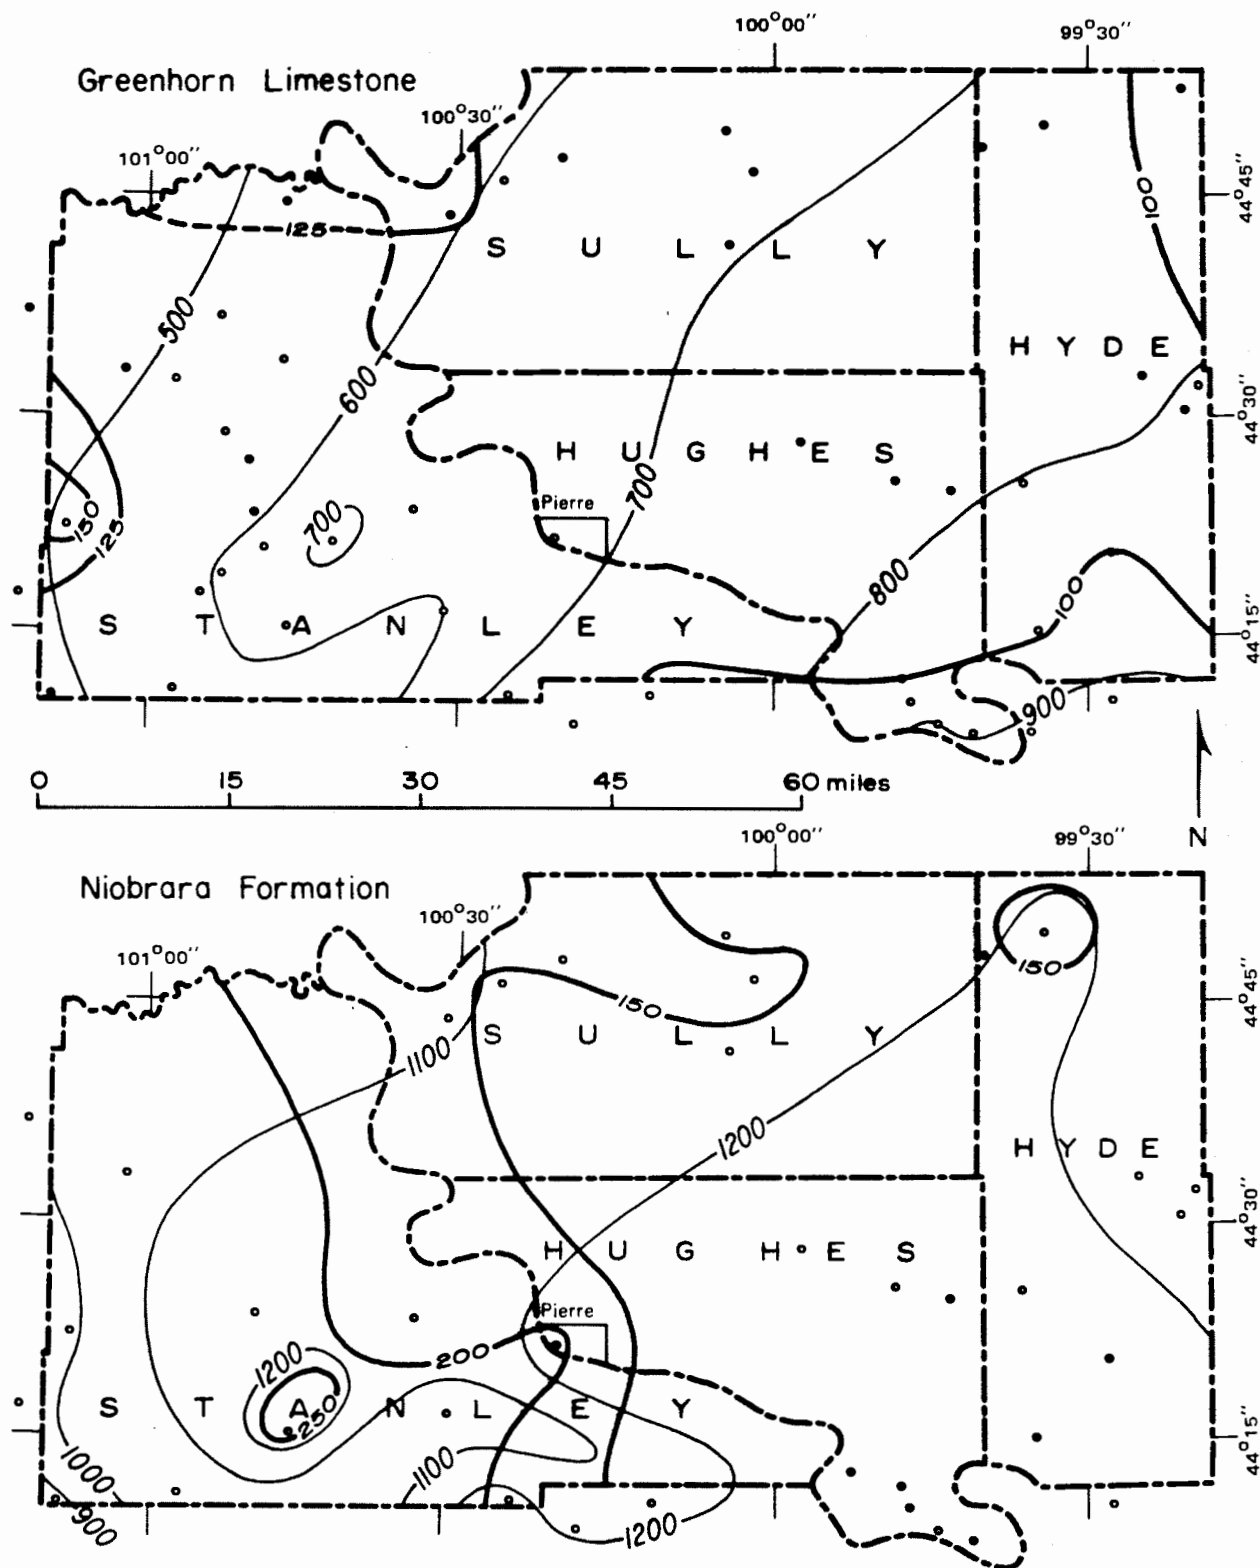 100°00''
99°30''
Greenhorn Limestone
100°30''
101°00''
44°45''
125
100
S U L L Y
500
H Y D E
600
44°30''
H U G H E S
700
150
Pierre
700
125
800
100
44°15''
S T A N L E Y
900
0 15 30 45 60 miles
N
100°00''
99°30''
Niobrara Formation
100°30''
101°00''
150
44°45''
150
S U L L Y
1100
1200
H Y D E
44°30''
H U G H E S
Pierre
200
1200
S T A N L E Y
250
44°15''
1100
1000
900
1200